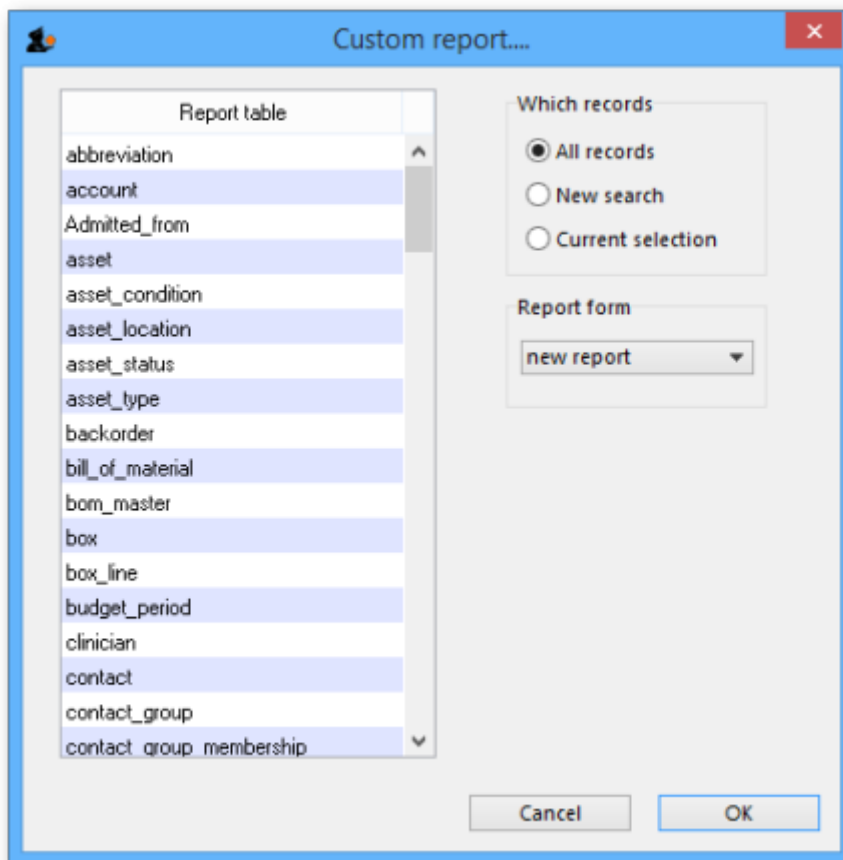 Custom report....
Report table
abbreviation
account
Admitted_from
asset
asset_condition
asset_location
asset_status
asset_type
backorder
bill_of_material
bom_master
box
box_line
budget_period
clinician
contact
contact_group
contact_group_membership
Which records
All records
New search
Current selection
Report form
new report
Cancel
OK